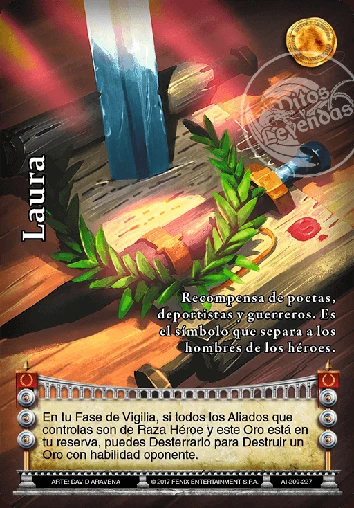 Mitos
y
Leyendas
Laura
Recompensa de poetas,
deportistas y guerreros. Es
el símbolo que separa a los
hombres de los héroes.
En tu Fase de Vigilia, si todos los Aliados que
controlas son de Raza Héroe y este Oro está en
tu reserva, puedes Desterrarlo para Destruir un
Oro con habilidad oponente.
ARTE: DAVID ARAVENA
© 2017 FENIX ENTERTAINMENT S.P.A.